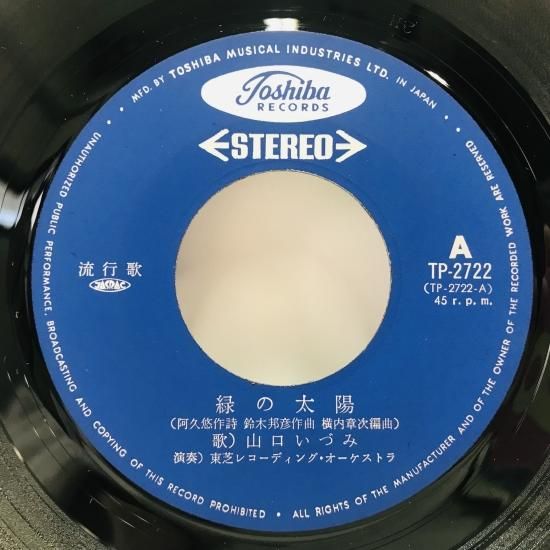 MFD. BY TOSHIBA MUSICAL INDUSTRIES LTD. IN JAPAN •
Toshiba
RECORDS
STEREO
A
TP-2722
(TP-2722-A)
45 r.p.m.
流行歌
JASRAC
緑の太陽
(阿久悠作詩 鈴木邦彦作曲 横内章次編曲)
歌) 山口いづみ
演奏) 東芝レコーディング・オーケストラ
UNAUTHORIZED PUBLIC PERFORMANCE, BROADCASTING AND COPYING OF THIS RECORD PROHIBITED • ALL RIGHTS OF THE MANUFACTURER AND OF THE OWNER OF THE RECORDED WORK ARE RESERVED